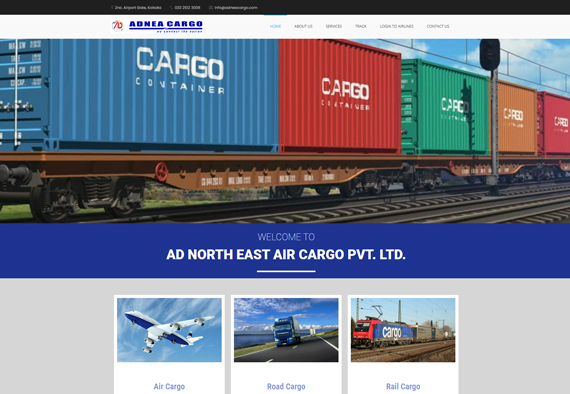 2no. Airport Gate, Kolkata 033 2512 3009 info@adneacargo.com
ADNEA CARGO
HOME ABOUT US SERVICES TRACK LOGIN TO AIRLINES CONTACT US
CARGO CONTAINER
CARGO CONTAINER
CARGO
CARGO
WELCOME TO
AD NORTH EAST AIR CARGO PVT. LTD.
cargo
Air Cargo Road Cargo Rail Cargo